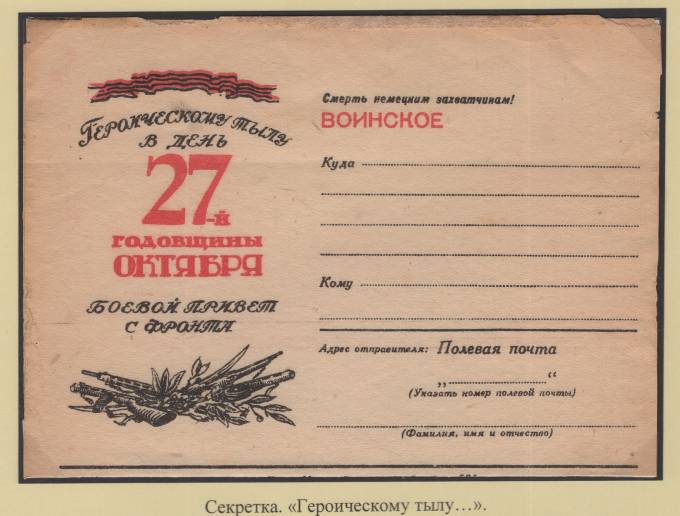 Героическому тылу
в день
27-й
годовщины
Октября
Боевой привет
с фронта
Смерть немецким захватчинам!
ВОИНСКОЕ
Куда
Кому
Адрес отправителя: Полевая почта
„ “
(Указать номер полевой почты)
(Фамилия, имя и отчество)
Секретка. «Героическому тылу…».